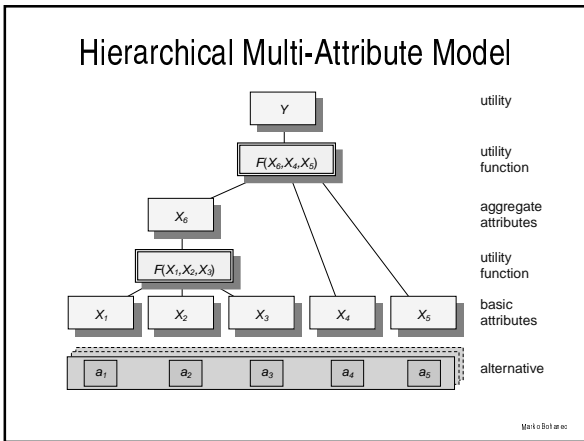 Hierarchical Multi-Attribute Model
Y
utility
F(X6,X4,X5)
utility
function
X6
aggregate
attributes
F(X1,X2,X3)
utility
function
X1 X2 X3 X4 X5
basic
attributes
a1 a2 a3 a4 a5
alternative
Marko Bohanec